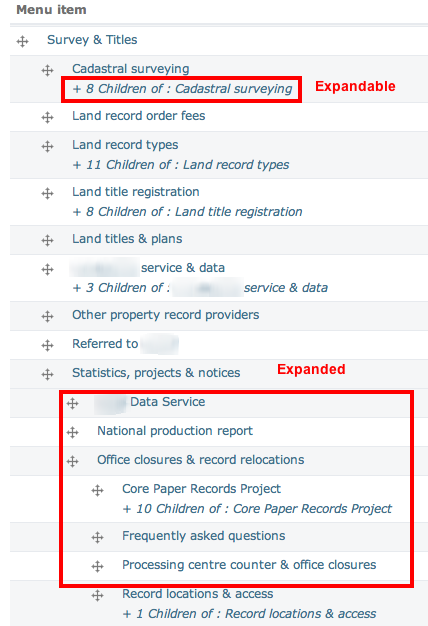 Menu item
Survey & Titles
Cadastral surveying
+ 8 Children of : Cadastral surveying
Expandable
Land record order fees
Land record types
+ 11 Children of : Land record types
Land title registration
+ 8 Children of : Land title registration
Land titles & plans
service & data
+ 3 Children of : service & data
Other property record providers
Referred to
Statistics, projects & notices
Expanded
Data Service
National production report
Office closures & record relocations
Core Paper Records Project
+ 10 Children of : Core Paper Records Project
Frequently asked questions
Processing centre counter & office closures
Record locations & access
+ 1 Children of : Record locations & access